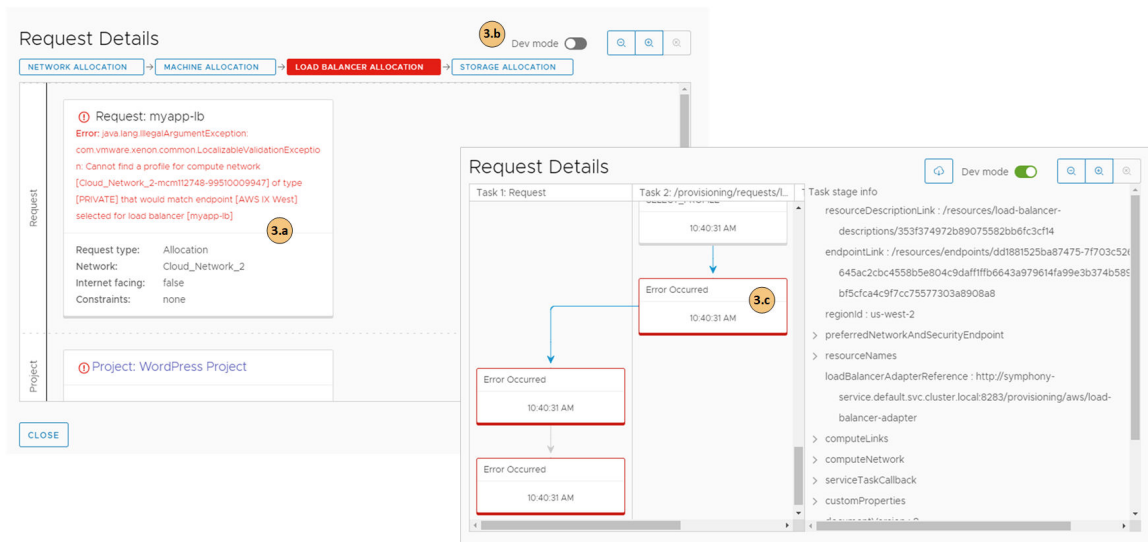 Request Details
3.b
Dev mode
NETWORK ALLOCATION
MACHINE ALLOCATION
LOAD BALANCER ALLOCATION
STORAGE ALLOCATION
Request
Request: myapp-lb
Error: java.lang.IllegalArgumentException:
com.vmware.xenon.common.LocalizableValidationExceptio
n: Cannot find a profile for compute network
[Cloud_Network_2-mcm112748-99510009947] of type
[PRIVATE] that would match endpoint [AWS IX West]
selected for load balancer [myapp-lb]
3.a
Request type: Allocation
Network: Cloud_Network_2
Internet facing: false
Constraints: none
Project
Project: WordPress Project
CLOSE
Request Details
Dev mode
Task 1: Request
Task 2: /provisioning/requests/l...
10:40:31 AM
Error Occurred
3.c
10:40:31 AM
Error Occurred
10:40:31 AM
Error Occurred
10:40:31 AM
Task stage info
resourceDescriptionLink : /resources/load-balancer-
descriptions/353f374972b89075582bb6fc3cf14
endpointLink : /resources/endpoints/dd1881525ba87475-7f703c526
645ac2cbc4558b5e804c9daff1ffb6643a979614fa99e3b374b589
bf5cfca4c9f7cc75577303a8908a8
regionId : us-west-2
preferredNetworkAndSecurityEndpoint
resourceNames
loadBalancerAdapterReference : http://symphony-
service.default.svc.cluster.local:8283/provisioning/aws/load-
balancer-adapter
computeLinks
computeNetwork
serviceTaskCallback
customProperties